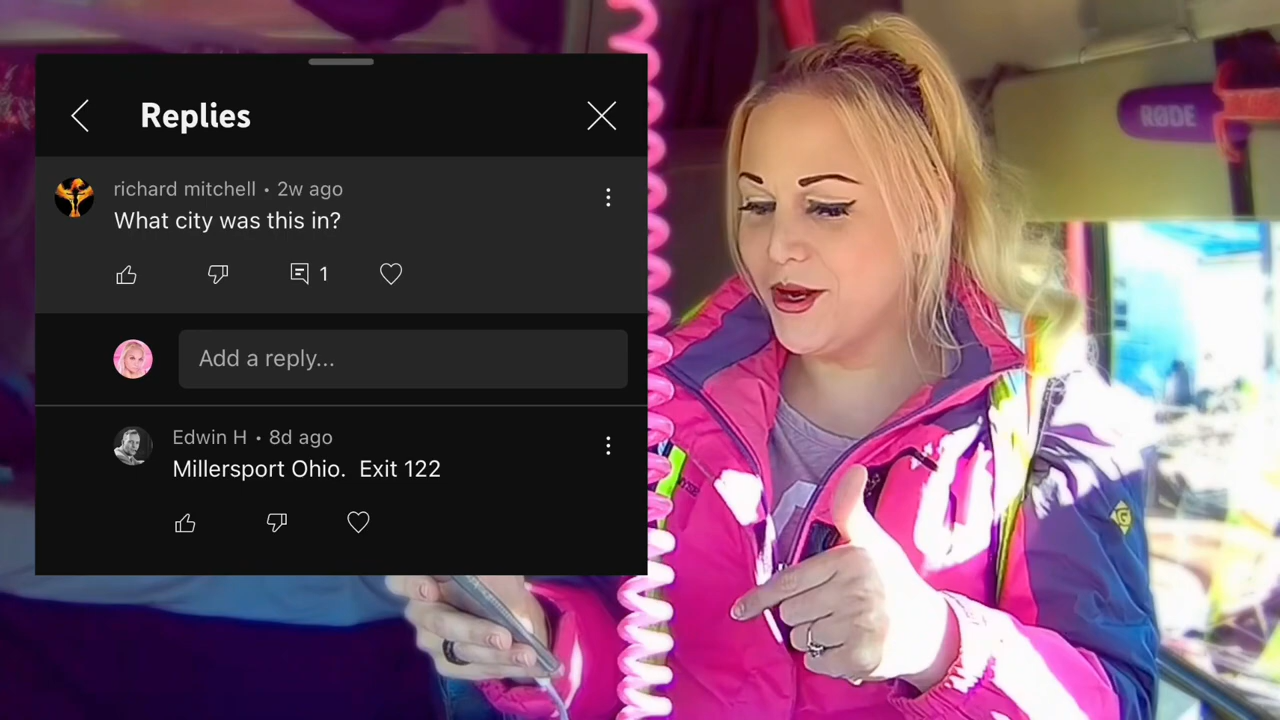 Replies
richard mitchell • 2w ago
What city was this in?
1
Add a reply...
Edwin H • 8d ago
Millersport Ohio.  Exit 122
RØDE
G